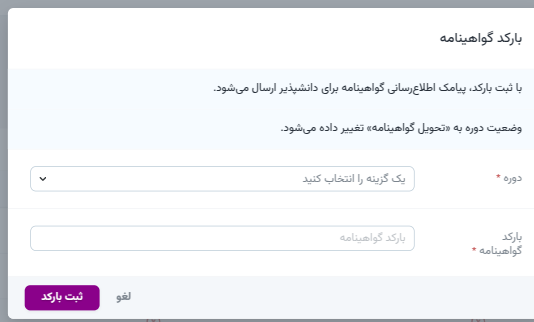 بارکد گواهینامه
با ثبت بارکد، پیامک اطلاع‌رسانی گواهینامه برای دانشپذیر ارسال می‌شود.
وضعیت دوره به «تحویل گواهینامه» تغییر داده می‌شود.
دوره *
یک گزینه را انتخاب کنید
بارکد
گواهینامه *
بارکد گواهینامه
لغو
ثبت بارکد